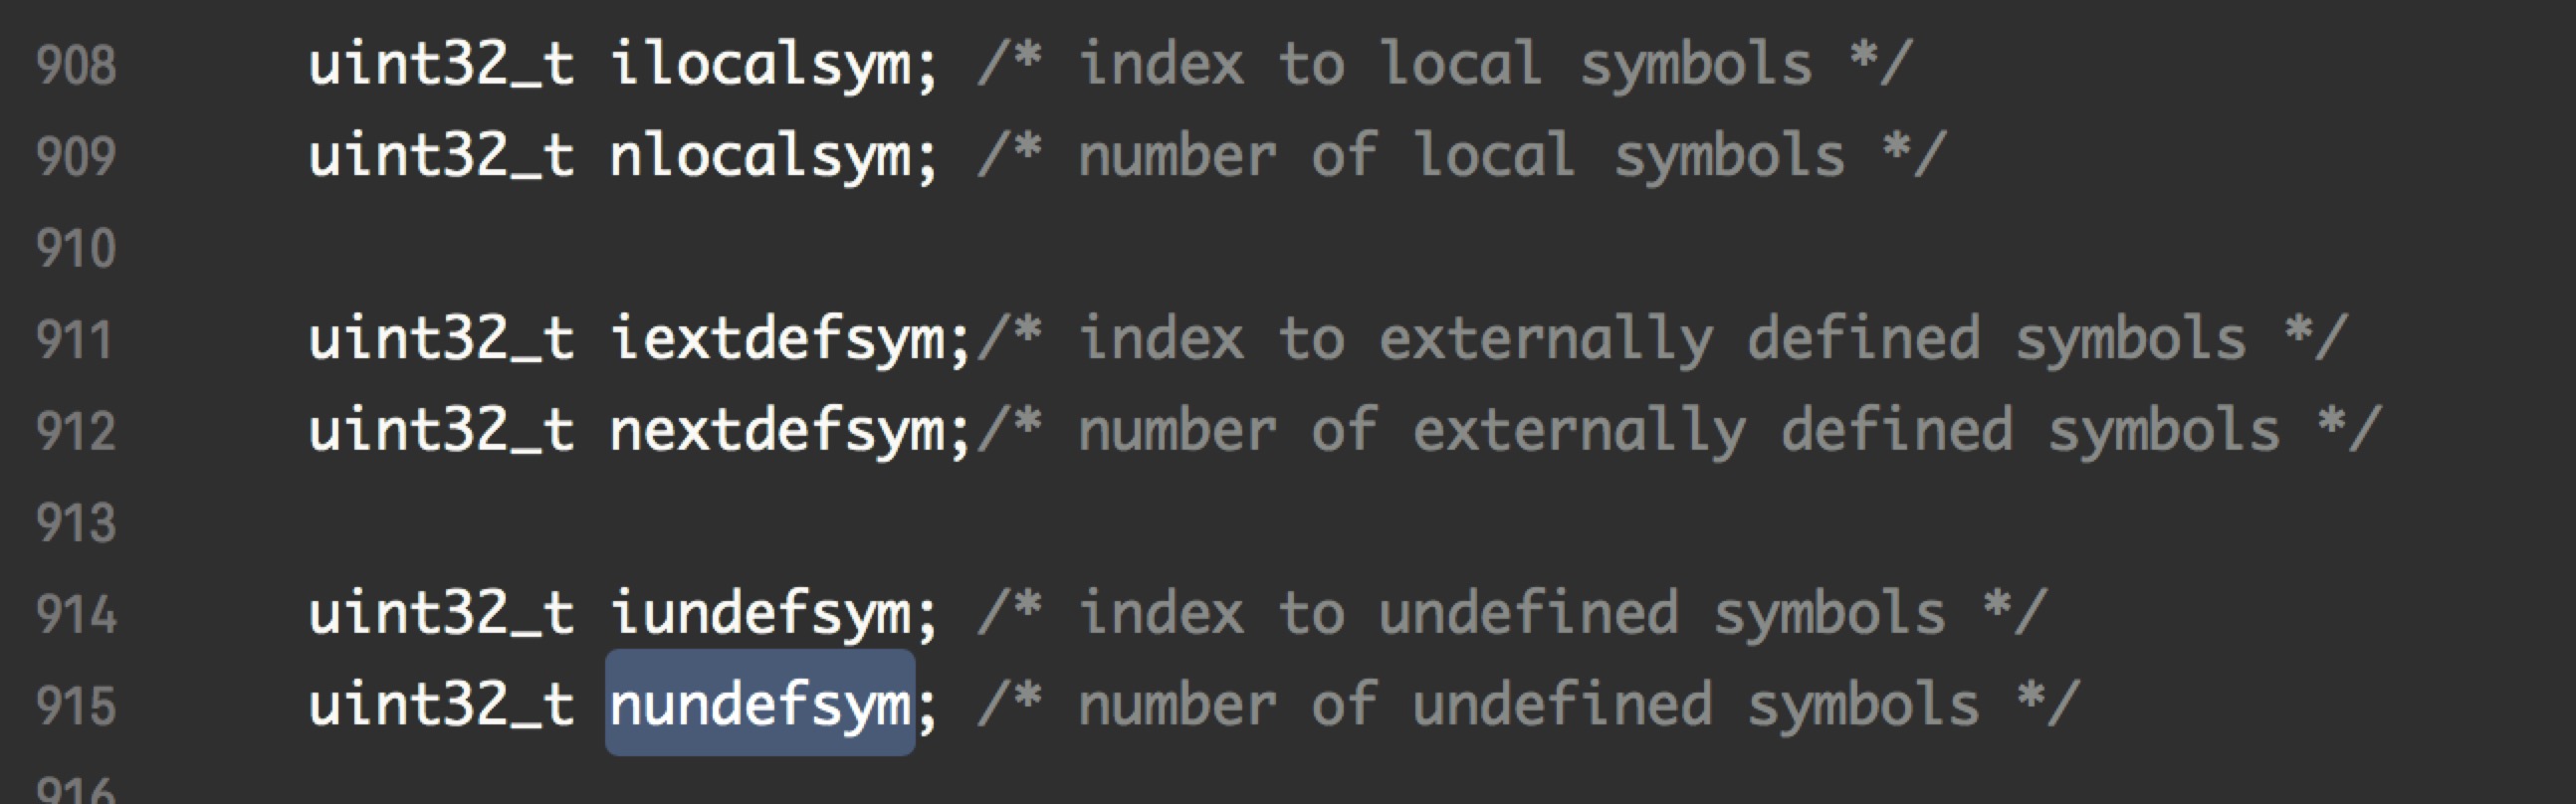 908 uint32_t ilocalsym; /* index to local symbols */
909 uint32_t nlocalsym; /* number of local symbols */
910
911 uint32_t iextdefsym;/* index to externally defined symbols */
912 uint32_t nextdefsym;/* number of externally defined symbols */
913
914 uint32_t iundefsym; /* index to undefined symbols */
915 uint32_t nundefsym; /* number of undefined symbols */
916